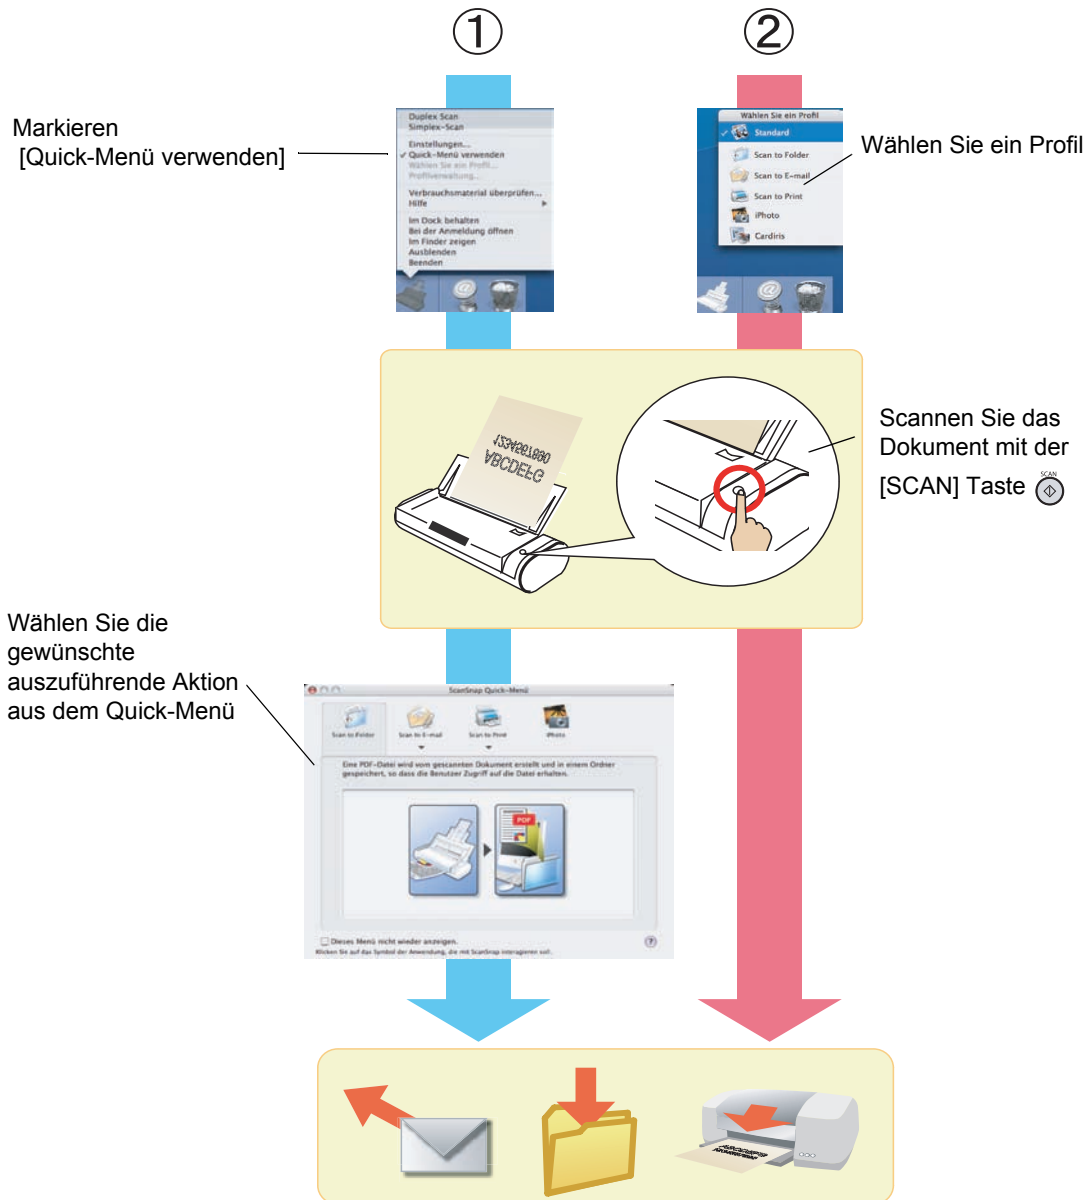 ①
②
Markieren
[Quick-Menü verwenden]
Duplex Scan
Simplex-Scan
Einstellungen...
✓ Quick-Menü verwenden
Wählen Sie ein Profil...
Profilverwaltung...
Verbrauchsmaterial überprüfen...
Hilfe
Im Dock behalten
Bei der Anmeldung öffnen
Im Finder zeigen
Ausblenden
Beenden
@
Wählen Sie ein Profil
✓ Standard
Scan to Folder
Scan to E-mail
Scan to Print
iPhoto
Cardiris
@
Wählen Sie ein Profil
1234567890
ABCDEFG
Scannen Sie das
Dokument mit der
[SCAN] Taste
SCAN
Wählen Sie die
gewünschte
auszuführende Aktion
aus dem Quick-Menü
ScanSnap Quick-Menü
Scan to Folder
Scan to E-mail
Scan to Print
iPhoto
Eine PDF-Datei wird vom gescannten Dokument erstellt und in einem Ordner
gespeichert, so dass die Benutzer Zugriff auf die Datei erhalten.
PDF
Dieses Menü nicht wieder anzeigen.
?
Klicken Sie auf das Symbol der Anwendung, die mit ScanSnap interagieren soll.